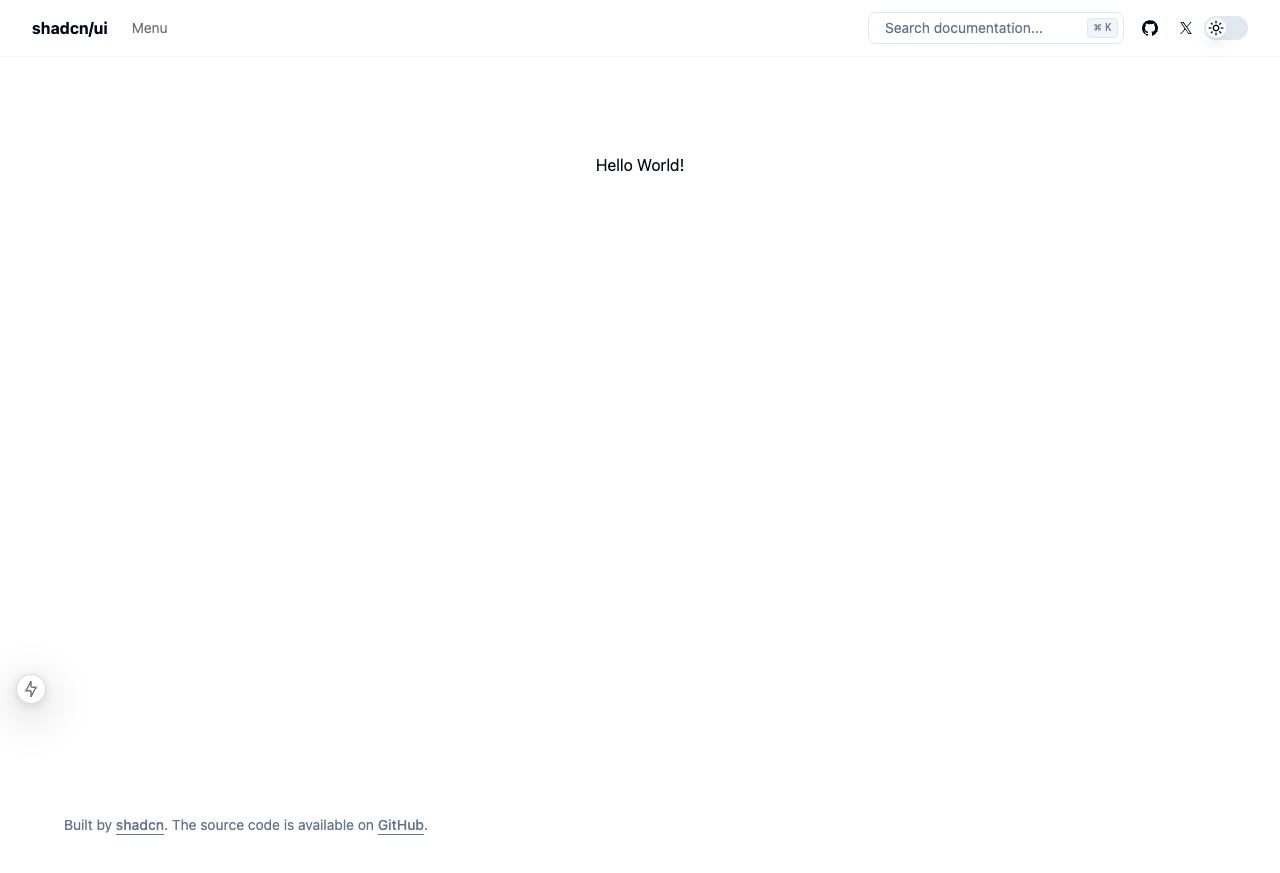 shadcn/ui
Menu
Search documentation...
⌘ K
Hello World!
Built by shadcn. The source code is available on GitHub.